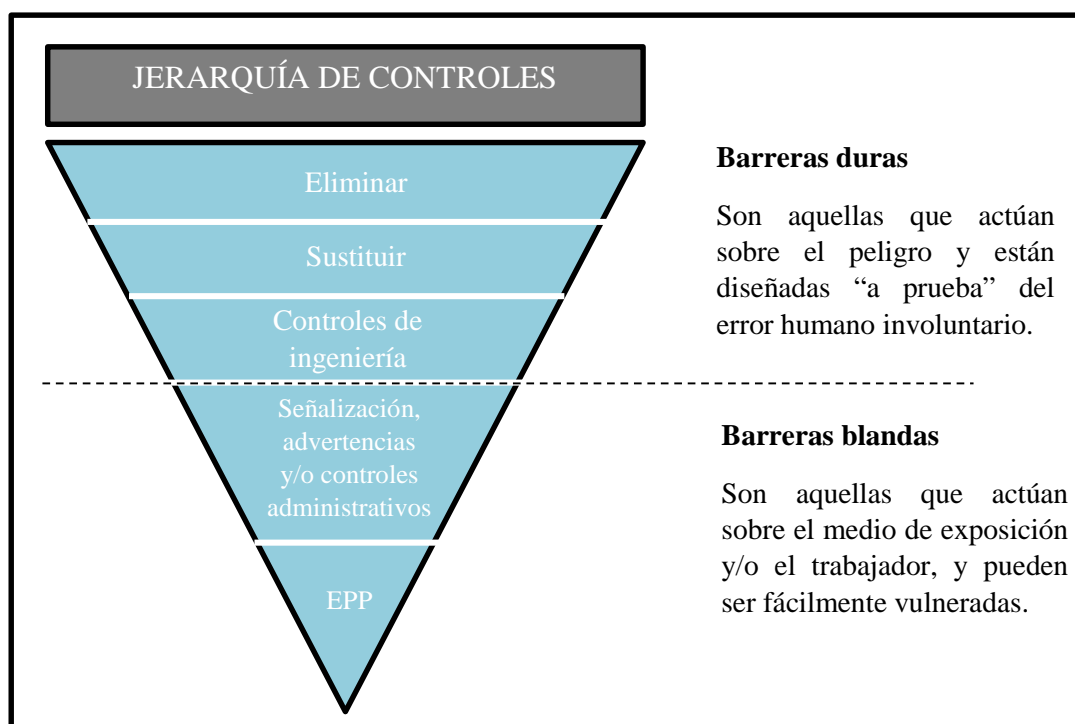 JERARQUÍA DE CONTROLES
Eliminar
Sustituir
Controles de
ingeniería
Señalización,
advertencias
y/o controles
administrativos
EPP
Barreras duras
Son aquellas que actúan
sobre el peligro y están
diseñadas “a prueba” del
error humano involuntario.
Barreras blandas
Son aquellas que actúan
sobre el medio de exposición
y/o el trabajador, y pueden
ser fácilmente vulneradas.